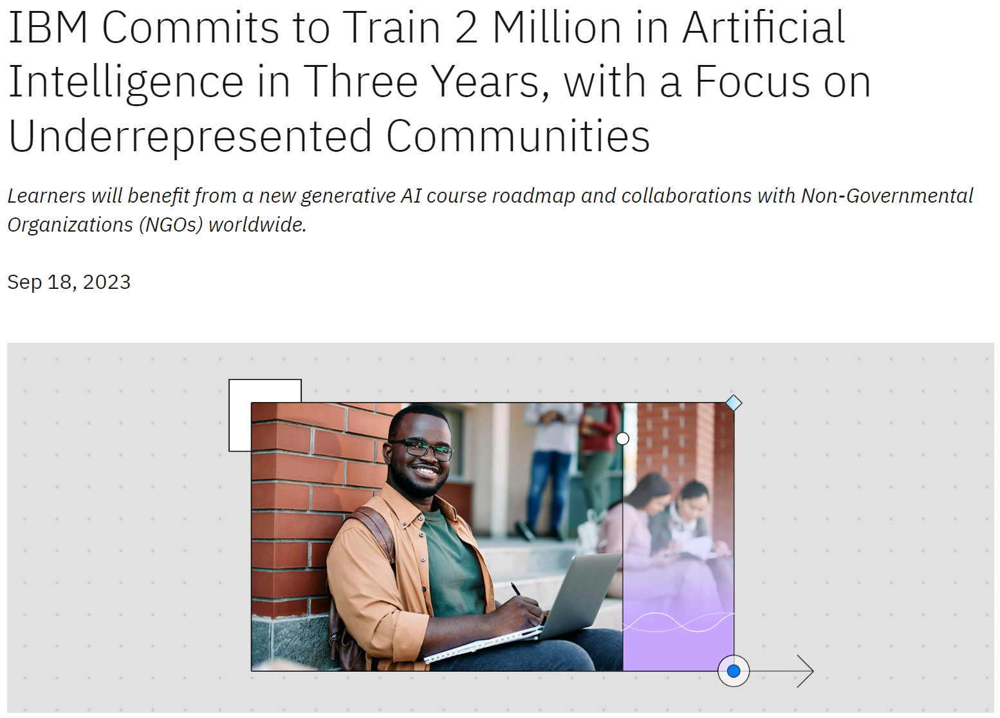 IBM Commits to Train 2 Million in Artificial
Intelligence in Three Years, with a Focus on
Underrepresented Communities
Learners will benefit from a new generative AI course roadmap and collaborations with Non-Governmental
Organizations (NGOs) worldwide.
Sep 18, 2023